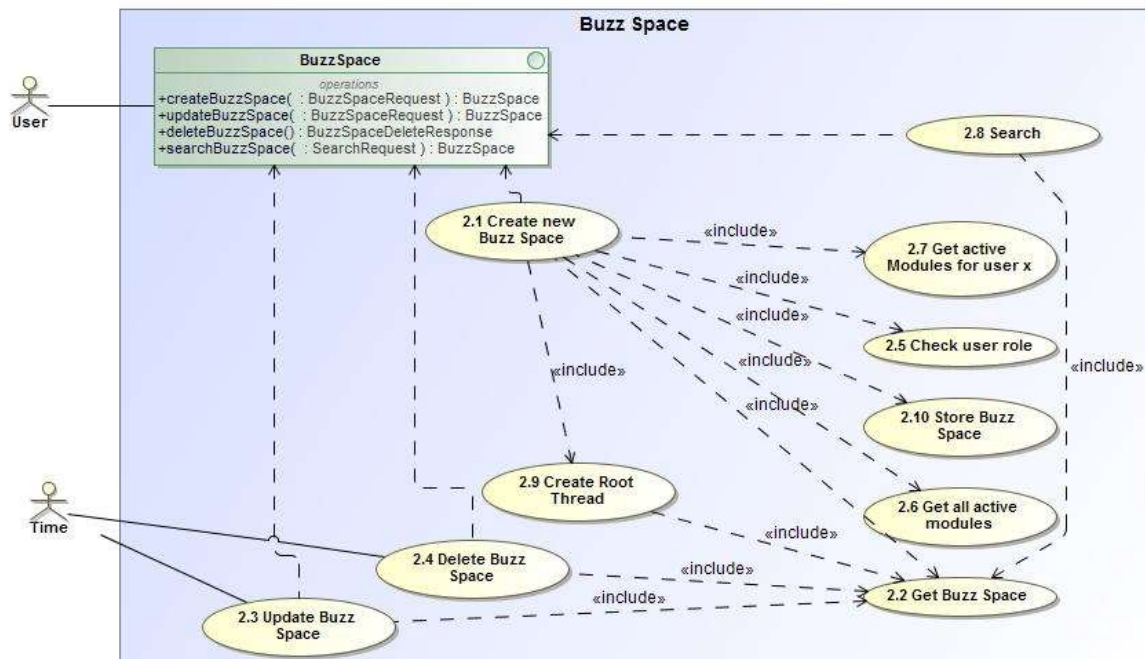 Buzz Space
BuzzSpace
operations
+createBuzzSpace( : BuzzSpaceRequest ) : BuzzSpace
+updateBuzzSpace( : BuzzSpaceRequest ) : BuzzSpace
+deleteBuzzSpace() : BuzzSpaceDeleteResponse
+searchBuzzSpace( : SearchRequest ) : BuzzSpace
User
2.8 Search
2.1 Create new
Buzz Space
«include»
2.7 Get active
Modules for user x
«include»
2.5 Check user role
«include»
«include»
«include»
2.10 Store Buzz
Space
«include»
2.9 Create Root
Thread
2.6 Get all active
modules
Time
«include»
2.4 Delete Buzz
Space
«include»
2.2 Get Buzz Space
«include»
2.3 Update Buzz
Space